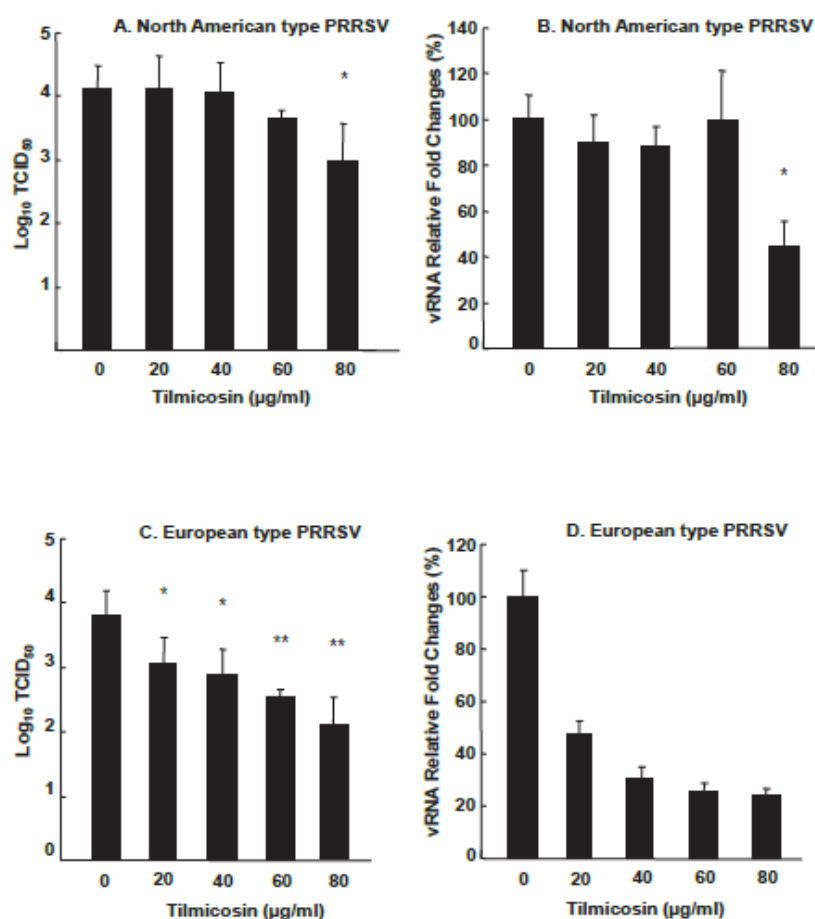 A. North American type PRRSV
5
4
3
2
1
Log₁₀ TCID₅₀
*
0 20 40 60 80
Tilmicosin (µg/ml)
B. North American type PRRSV
140
120
100
80
60
40
20
0
vRNA Relative Fold Changes (%)
*
0 20 40 60 80
Tilmicosin (µg/ml)
C. European type PRRSV
5
4
3
2
1
0
Log₁₀ TCID₅₀
* * ** **
0 20 40 60 80
Tilmicosin (µg/ml)
D. European type PRRSV
120
100
80
60
40
20
0
vRNA Relative Fold Changes (%)
0 20 40 60 80
Tilmicosin (µg/ml)